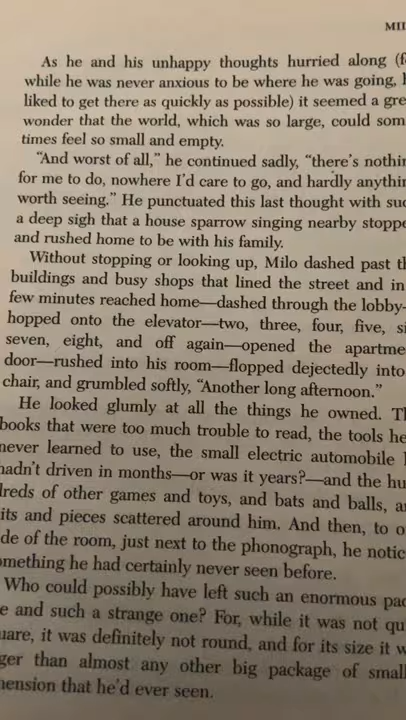 MI
As he and his unhappy thoughts hurried along (f
while he was never anxious to be where he was going,
liked to get there as quickly as possible) it seemed a gre
wonder that the world, which was so large, could som
times feel so small and empty.
“And worst of all,” he continued sadly, “there’s nothin
for me to do, nowhere I’d care to go, and hardly anythin
worth seeing.” He punctuated this last thought with suc
a deep sigh that a house sparrow singing nearby stoppe
and rushed home to be with his family.
Without stopping or looking up, Milo dashed past th
buildings and busy shops that lined the street and in
few minutes reached home—dashed through the lobby—
hopped onto the elevator—two, three, four, five, si
seven, eight, and off again—opened the apartme
door—rushed into his room—flopped dejectedly into
chair, and grumbled softly, “Another long afternoon.”
He looked glumly at all the things he owned. Th
books that were too much trouble to read, the tools he
never learned to use, the small electric automobile
hadn’t driven in months—or was it years?—and the hu
dreds of other games and toys, and bats and balls, a
its and pieces scattered around him. And then, to o
de of the room, just next to the phonograph, he notic
omething he had certainly never seen before.
Who could possibly have left such an enormous pac
e and such a strange one? For, while it was not qu
uare, it was definitely not round, and for its size it w
ger than almost any other big package of small
mension that he’d ever seen.